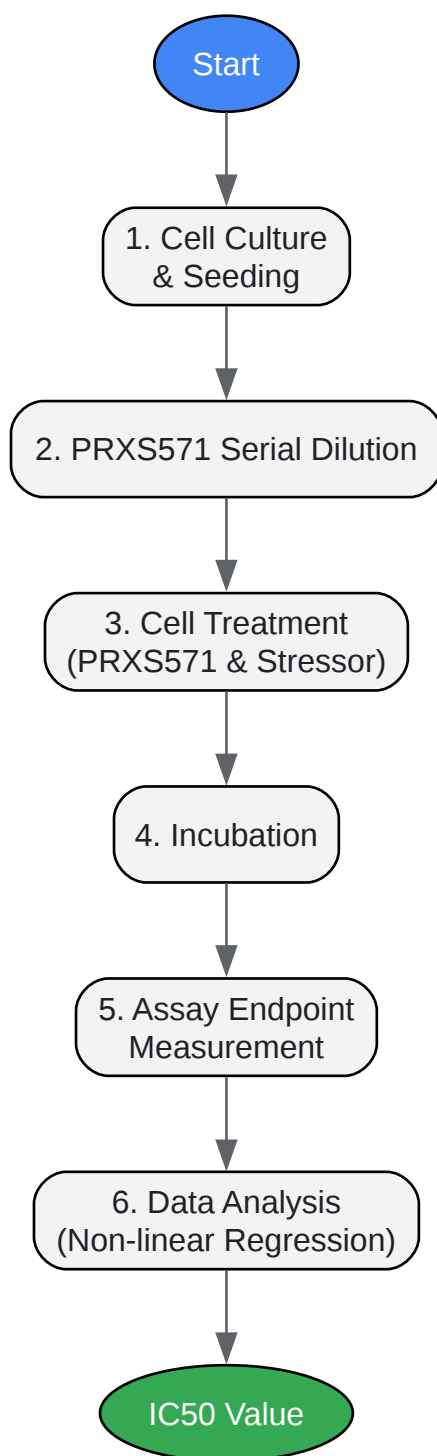 Start
1. Cell Culture
& Seeding
2. PRXS571 Serial Dilution
3. Cell Treatment
(PRXS571 & Stressor)
4. Incubation
5. Assay Endpoint
Measurement
6. Data Analysis
(Non-linear Regression)
IC50 Value